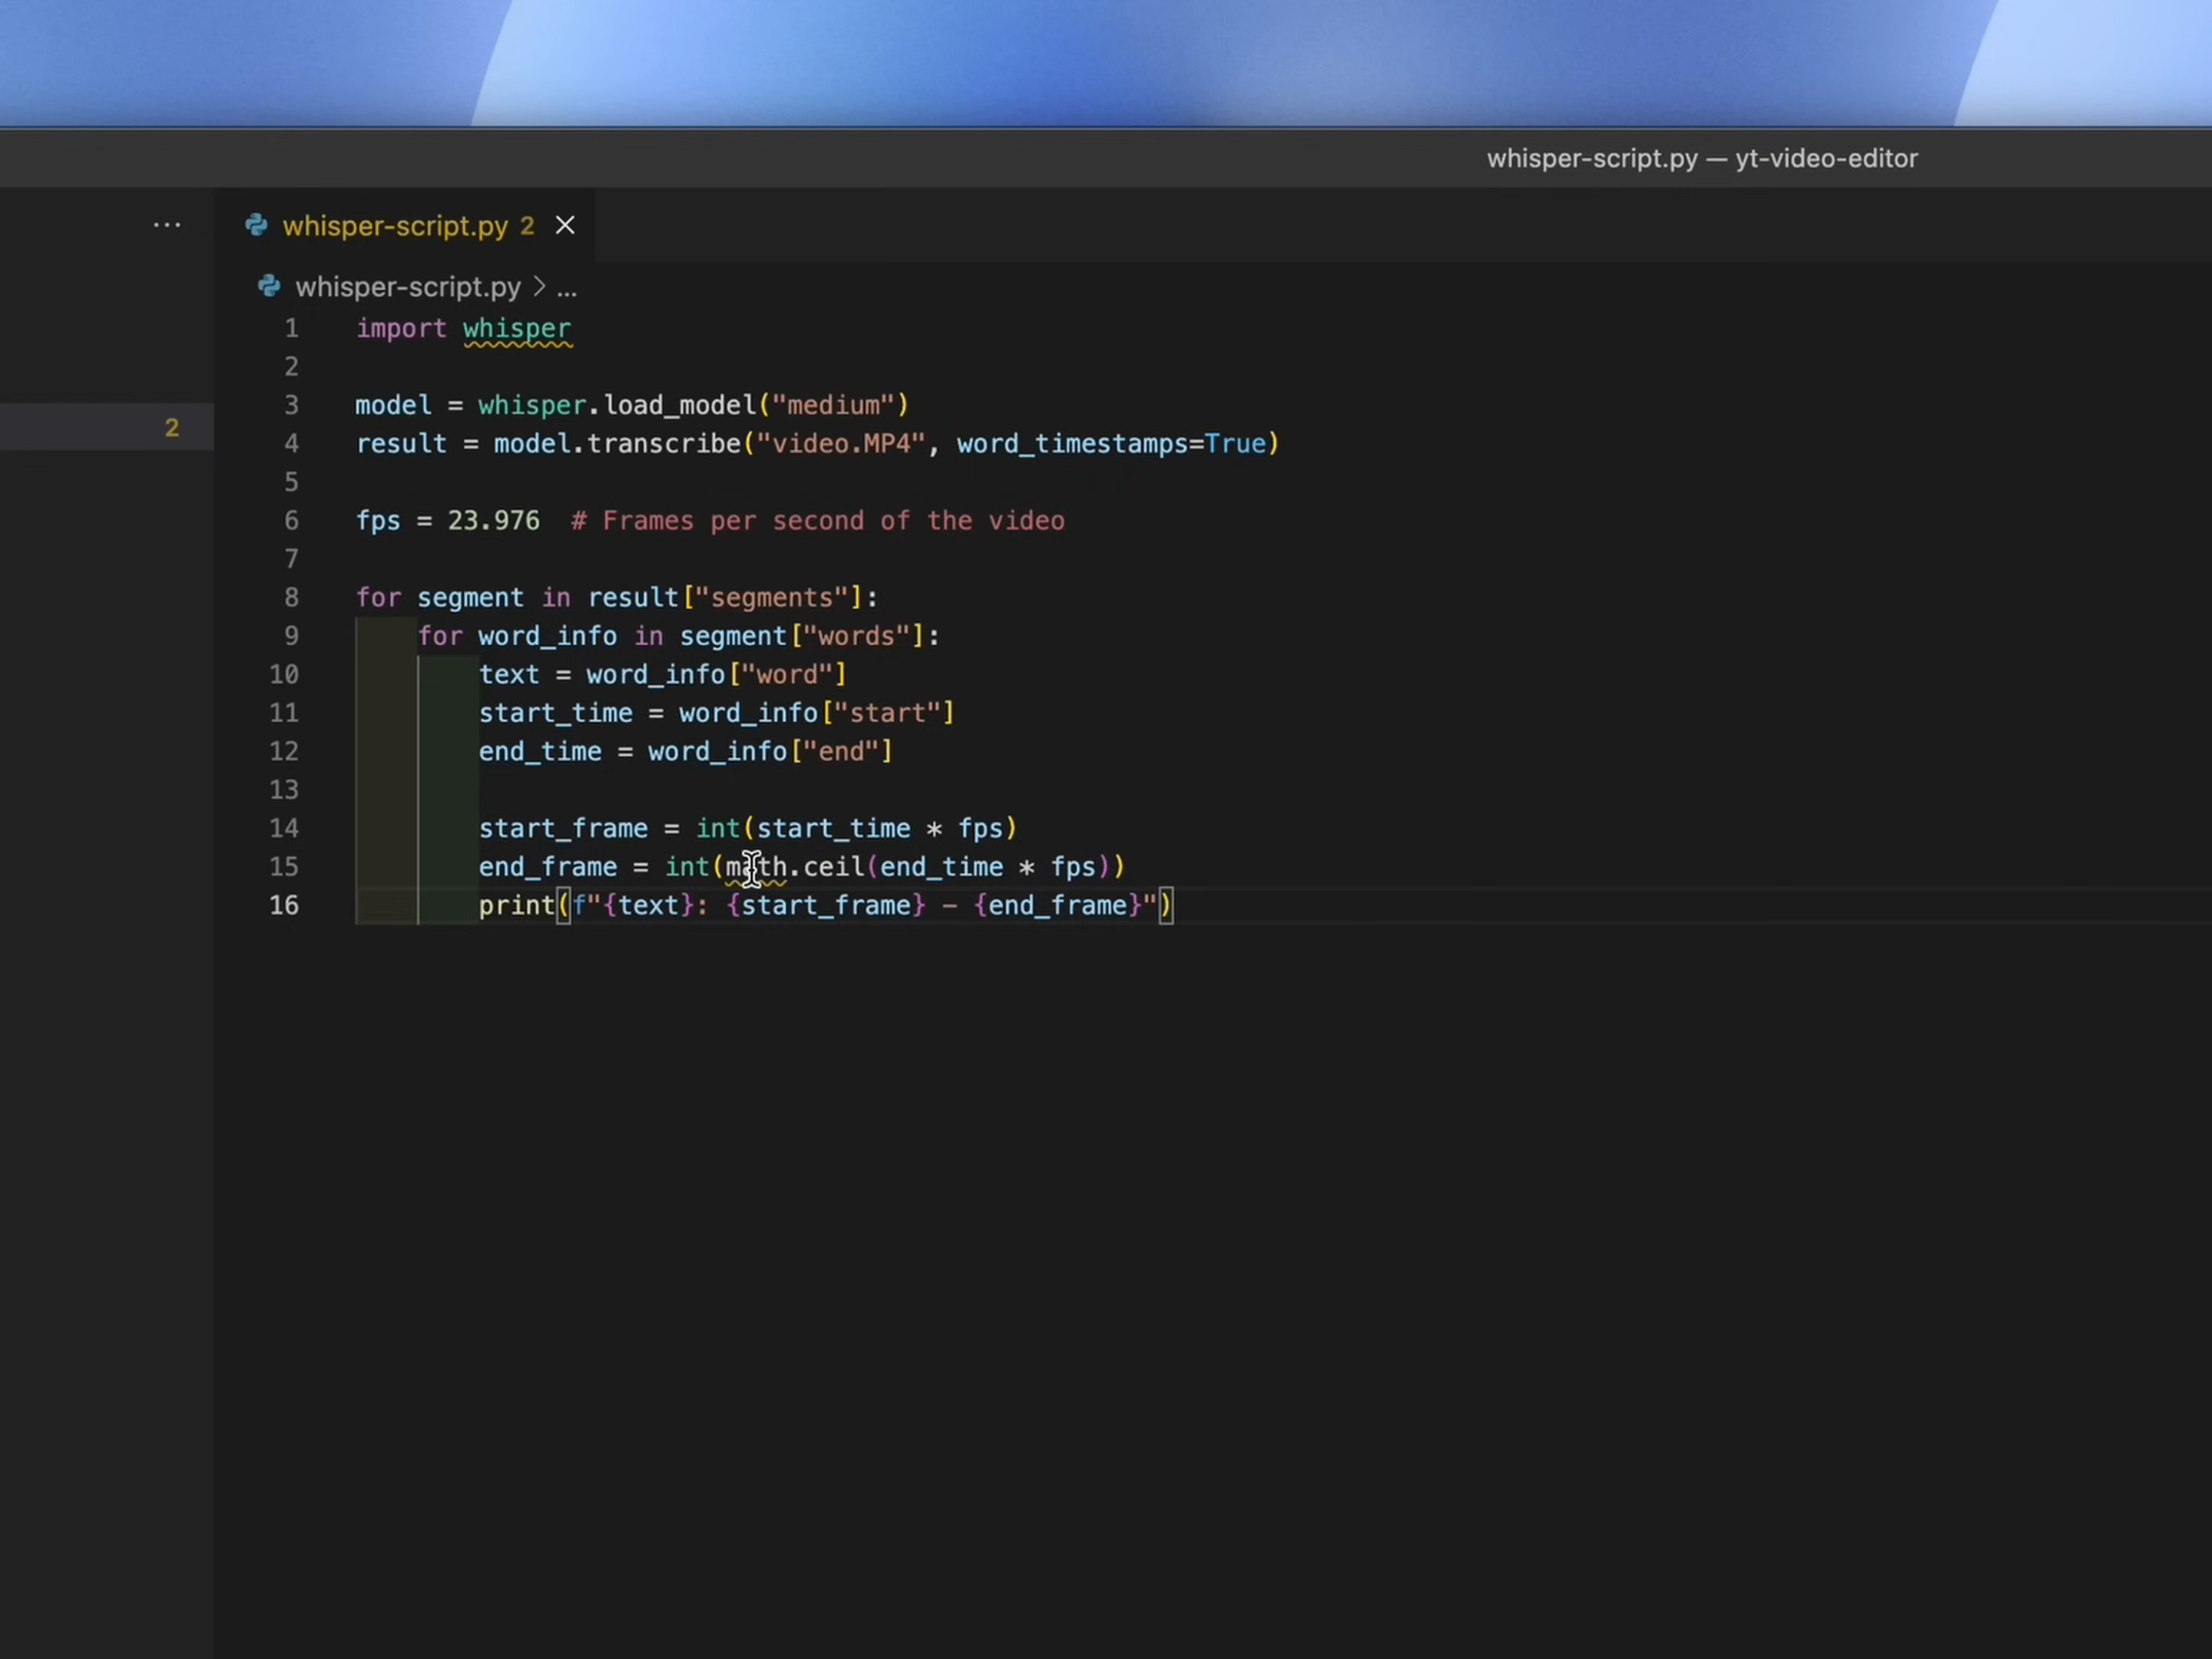 whisper-script.py — yt-video-editor
... whisper-script.py 2
whisper-script.py > ...
2
1 import whisper
2
3 model = whisper.load_model("medium")
4 result = model.transcribe("video.MP4", word_timestamps=True)
5
6 fps = 23.976  # Frames per second of the video
7
8 for segment in result["segments"]:
9     for word_info in segment["words"]:
10         text = word_info["word"]
11         start_time = word_info["start"]
12         end_time = word_info["end"]
13
14         start_frame = int(start_time * fps)
15         end_frame = int(math.ceil(end_time * fps))
16         print(f"{text}: {start_frame} - {end_frame}")